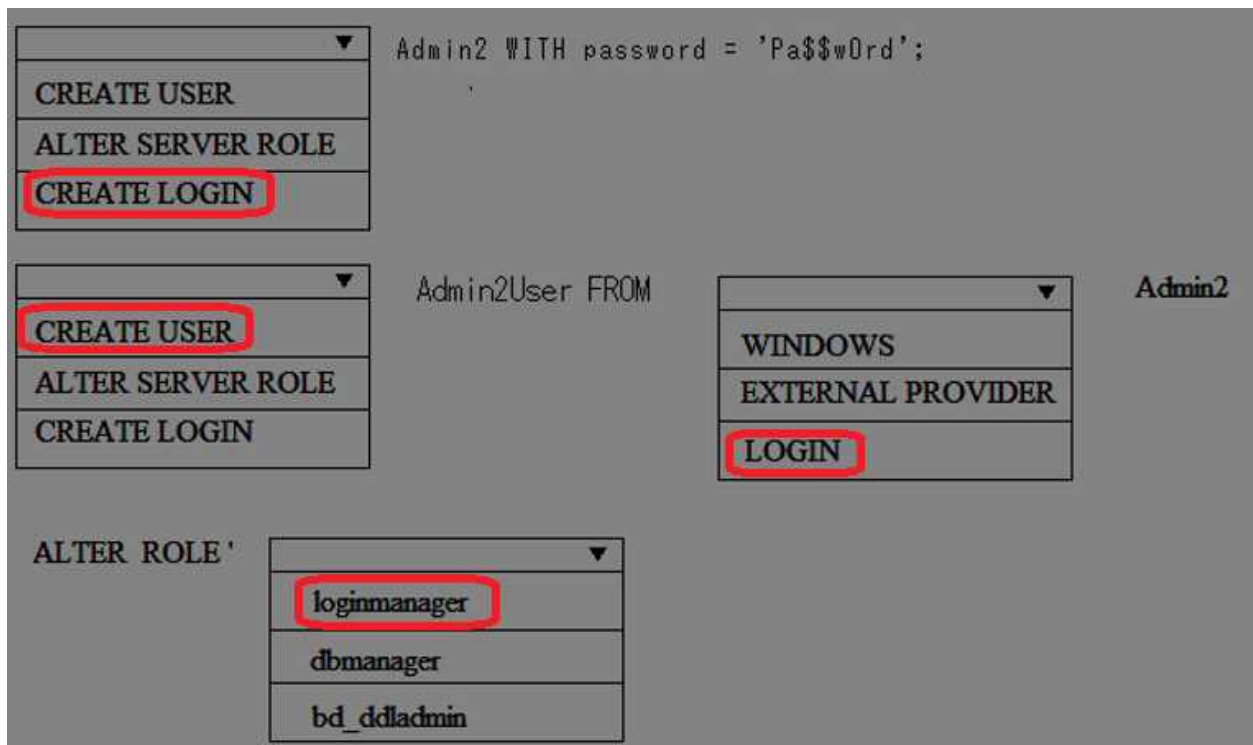 Admin2 WITH password = 'Pa$$w0rd';
CREATE USER
ALTER SERVER ROLE
CREATE LOGIN
Admin2User FROM
Admin2
CREATE USER
ALTER SERVER ROLE
CREATE LOGIN
WINDOWS
EXTERNAL PROVIDER
LOGIN
ALTER ROLE '
loginmanager
dbmanager
bd_ddladmin